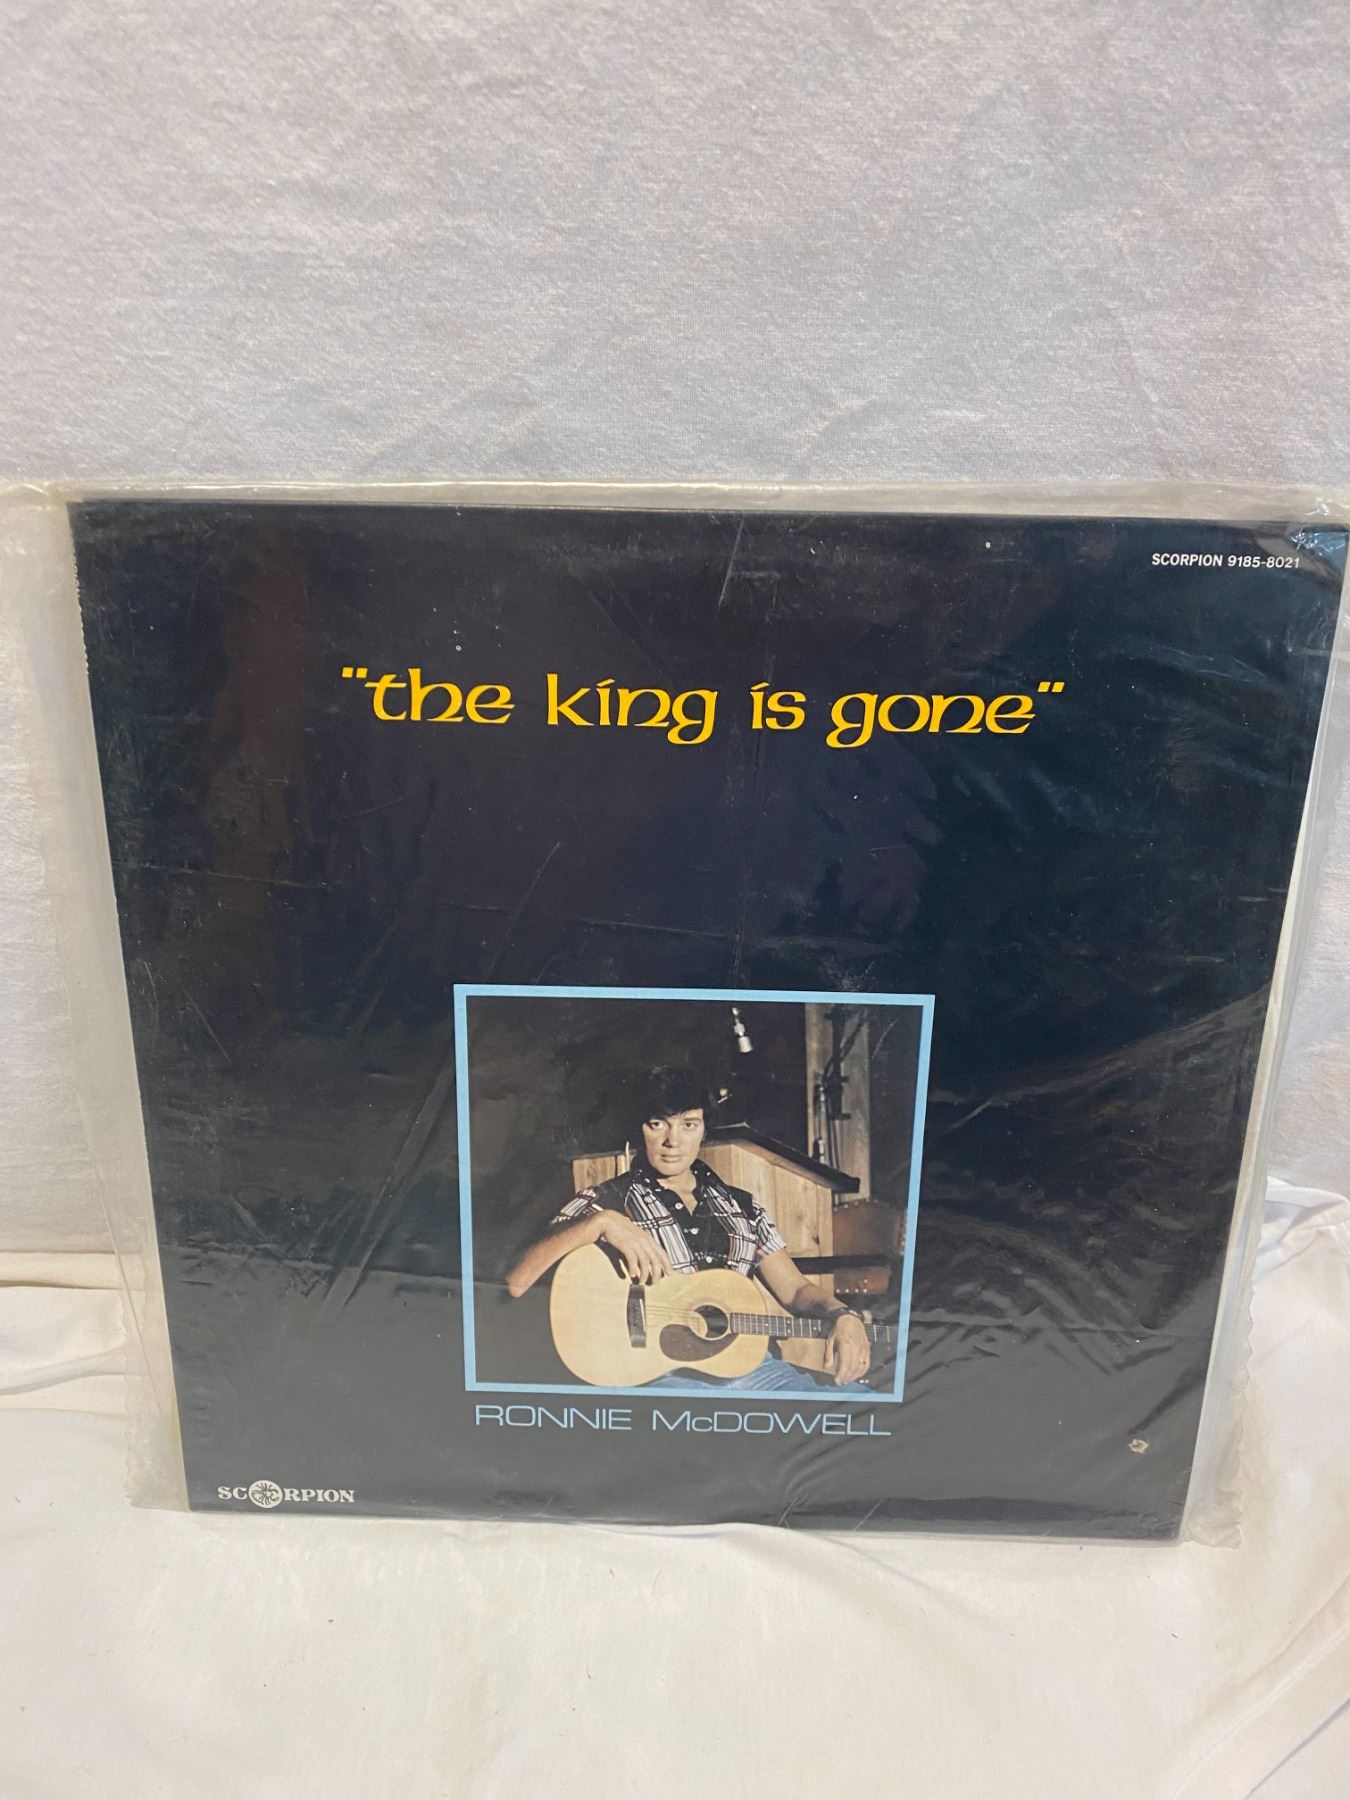 SCORPION 9185-8021
"the king is gone"
RONNIE McDOWELL
SCORPION